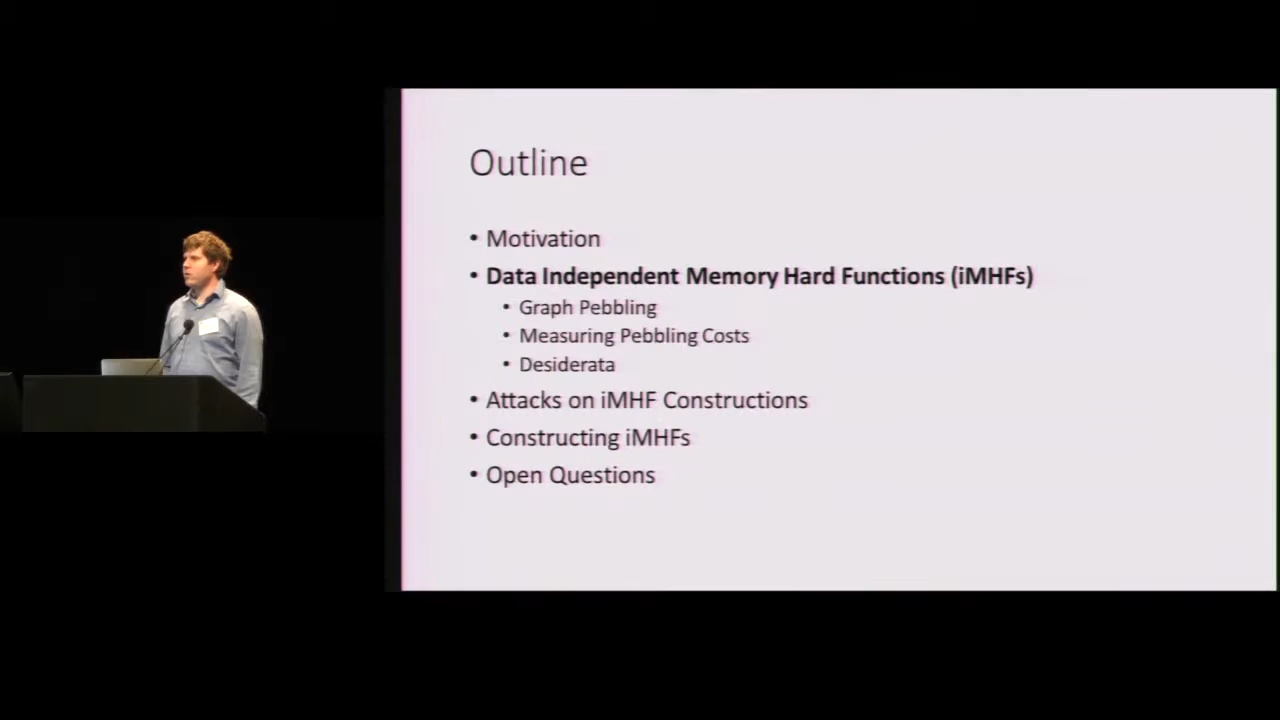 Outline
• Motivation
• Data Independent Memory Hard Functions (iMHFs)
• Graph Pebbling
• Measuring Pebbling Costs
• Desiderata
• Attacks on iMHF Constructions
• Constructing iMHFs
• Open Questions